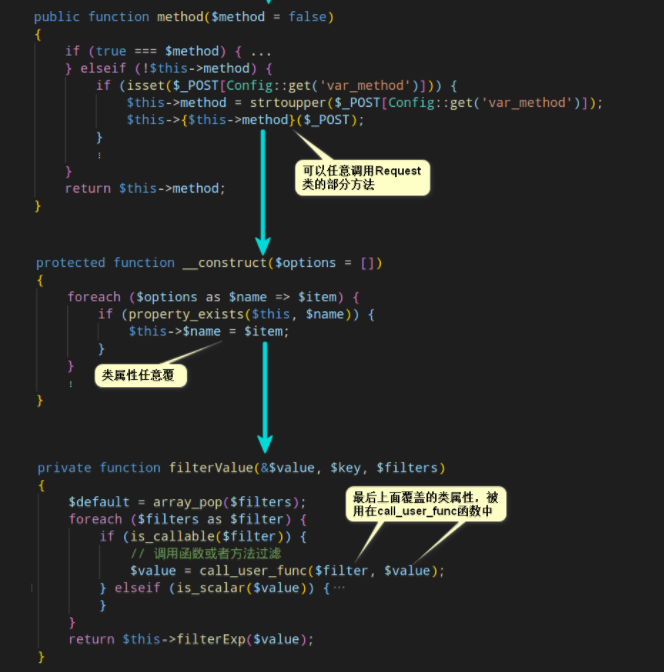 public function method($method = false)
{
if (true === $method) { ...
} elseif (!$this->method) {
if (isset($_POST[Config::get('var_method')])) {
$this->method = strtoupper($_POST[Config::get('var_method')]);
$this->{$this->method}($_POST);
}
⋮
}
return $this->method;
}
可以任意调用Request
类的部分方法
protected function __construct($options = [])
{
foreach ($options as $name => $item) {
if (property_exists($this, $name)) {
$this->$name = $item;
}
}
⋮
}
类属性任意覆
private function filterValue(&$value, $key, $filters)
{
$default = array_pop($filters);
foreach ($filters as $filter) {
if (is_callable($filter)) {
// 调用函数或者方法过滤
$value = call_user_func($filter, $value);
} elseif (is_scalar($value)) {⋯
}
}
return $this->filterExp($value);
}
最后上面覆盖的类属性，被
用在call_user_func函数中